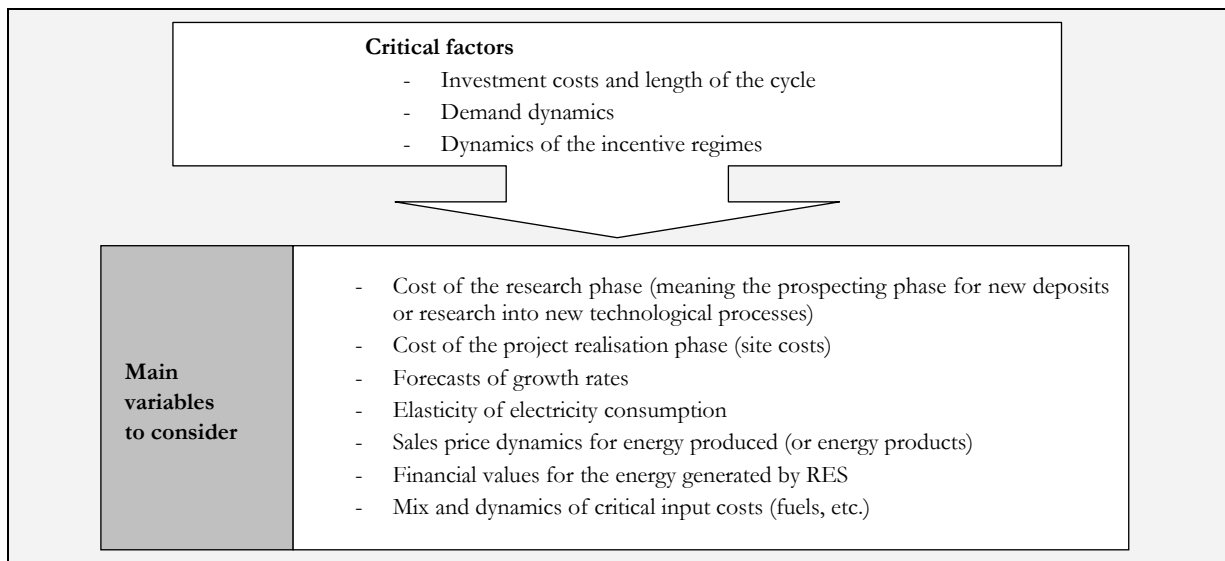 Critical factors
- Investment costs and length of the cycle
- Demand dynamics
- Dynamics of the incentive regimes
Main
variables
to consider
- Cost of the research phase (meaning the prospecting phase for new deposits
or research into new technological processes)
- Cost of the project realisation phase (site costs)
- Forecasts of growth rates
- Elasticity of electricity consumption
- Sales price dynamics for energy produced (or energy products)
- Financial values for the energy generated by RES
- Mix and dynamics of critical input costs (fuels, etc.)